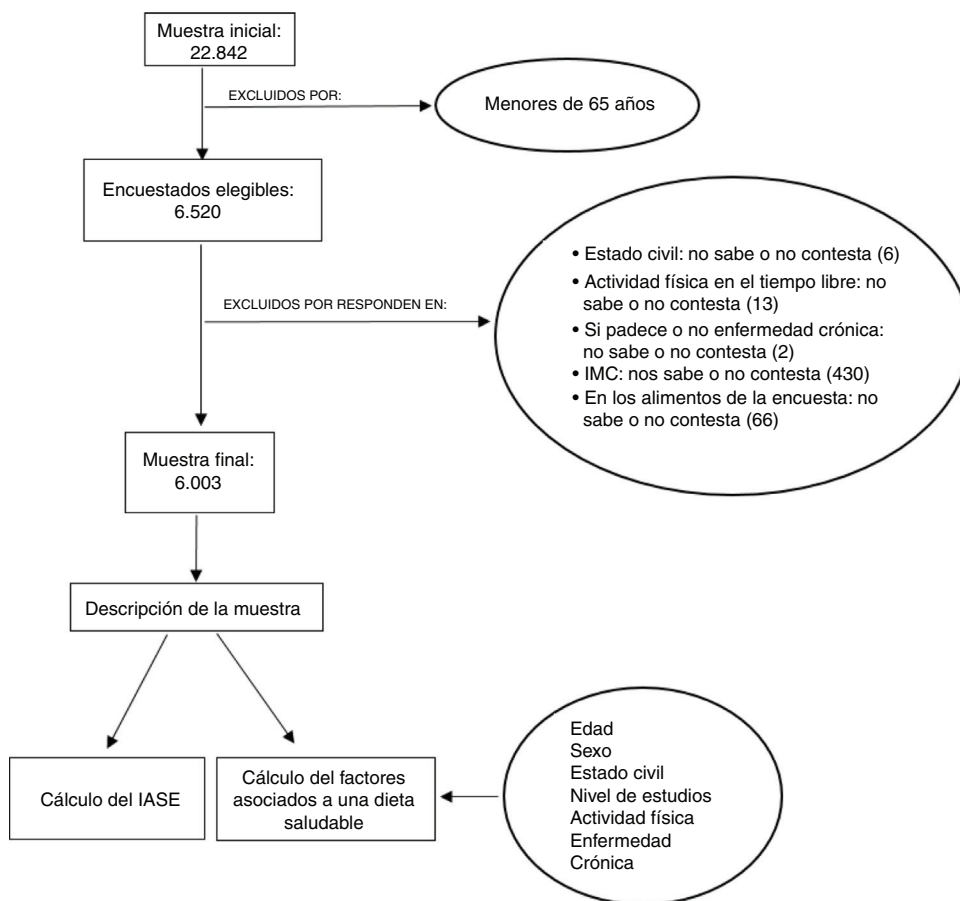 Muestra inicial:
22.842
EXCLUIDOS POR:
Menores de 65 años
Encuestados elegibles:
6.520
EXCLUIDOS POR RESPONDEN EN:
• Estado civil: no sabe o no contesta (6)
• Actividad física en el tiempo libre: no
sabe o no contesta (13)
• Si padece o no enfermedad crónica:
no sabe o no contesta (2)
• IMC: nos sabe o no contesta (430)
• En los alimentos de la encuesta: no
sabe o no contesta (66)
Muestra final:
6.003
Descripción de la muestra
Cálculo del IASE
Cálculo del factores
asociados a una dieta
saludable
Edad
Sexo
Estado civil
Nivel de estudios
Actividad física
Enfermedad
Crónica